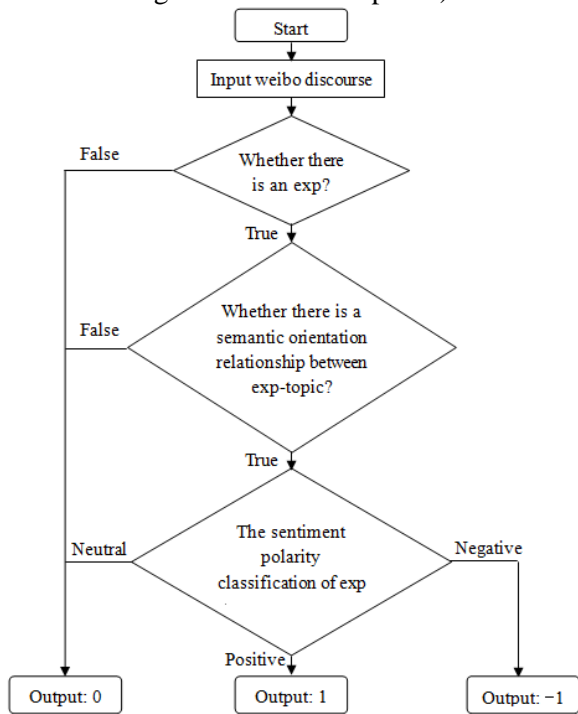 Start
Input weibo discourse
False
Whether there
is an exp?
True
False
Whether there is a
semantic orientation
relationship between
exp-topic?
True
Neutral
The sentiment
polarity
classification of exp
Negative
Positive
Output: 0
Output: 1
Output: −1